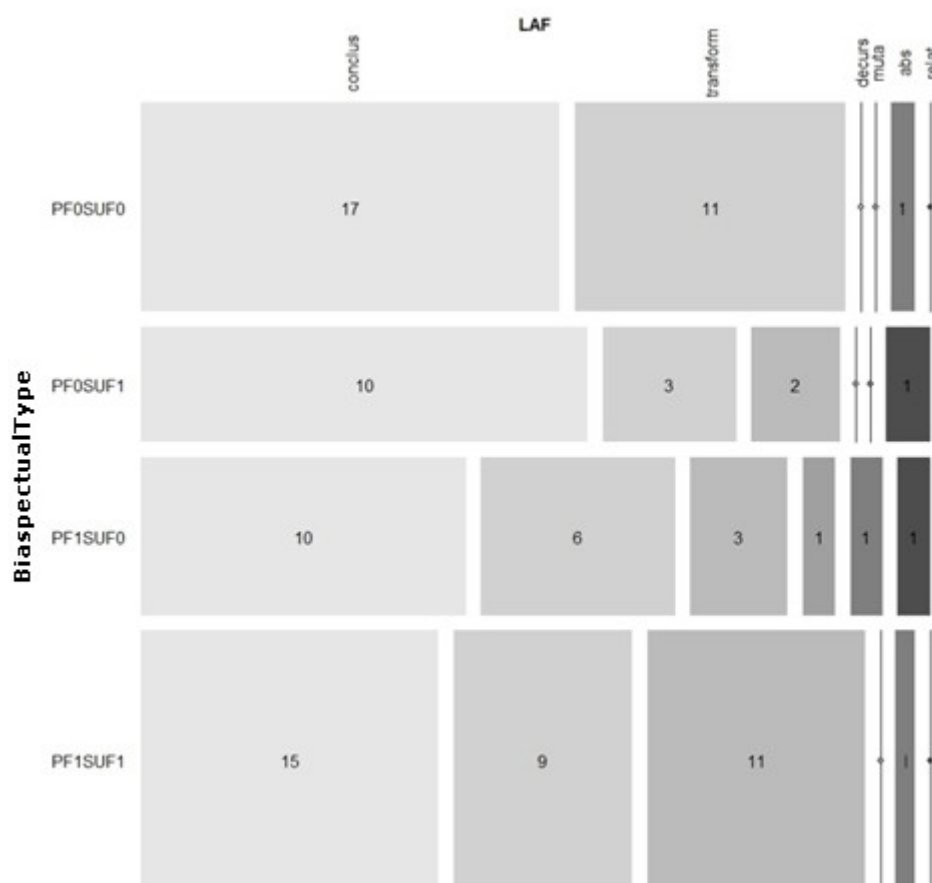 LAF
conclus
transform
decurs
muta
abs
PF0SUF0
17
11
1
PF0SUF1
10
3
2
1
PF1SUF0
10
6
3
1
1
1
PF1SUF1
15
9
11
BiaspectualType